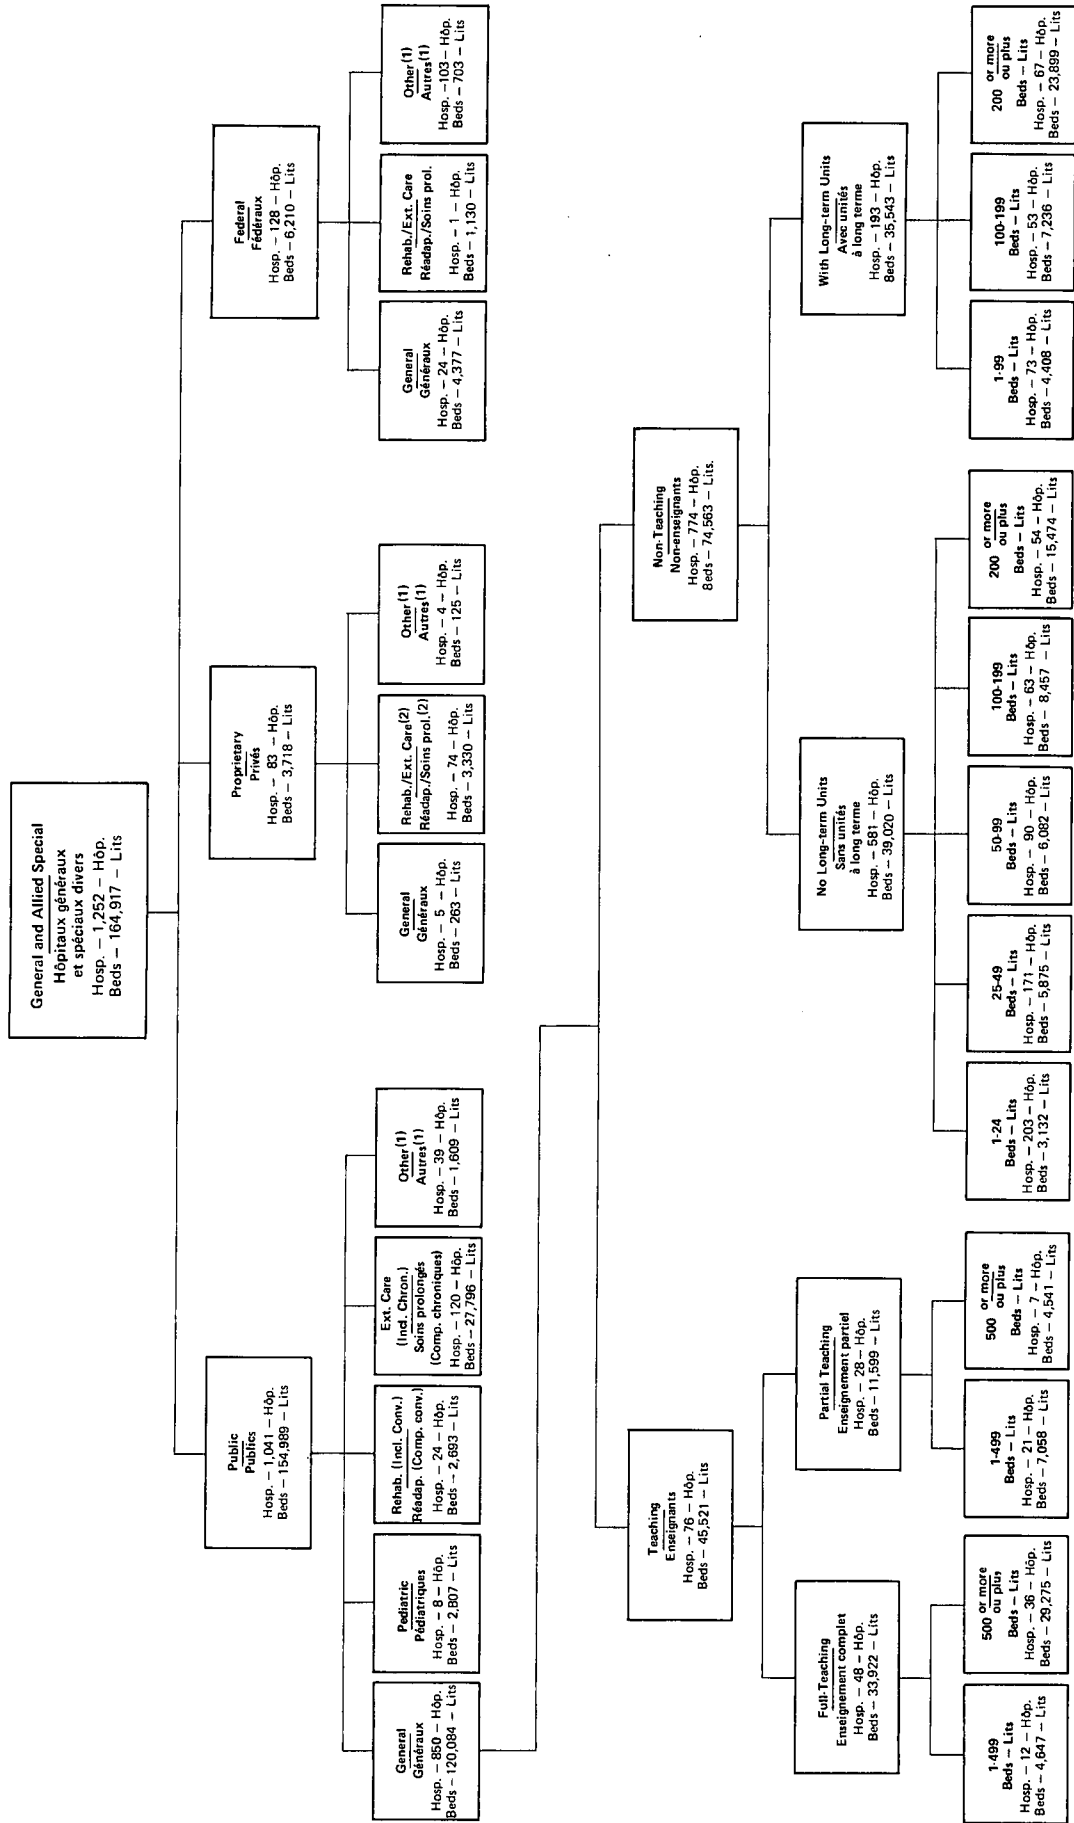 General and Allied Special
Hôpitaux généraux
et spéciaux divers
Hosp. – 1,252 – Hôp.
Beds – 164,917 – Lits
Public
Publics
Hosp. – 1,041 – Hôp.
Beds – 154,989 – Lits
Proprietary
Privés
Hosp. – 83 – Hôp.
Beds – 3,718 – Lits
Federal
Fédéraux
Hosp. – 128 – Hôp.
Beds – 6,210 – Lits
General
Généraux
Hosp. – 850 – Hôp.
Beds – 120,084 – Lits
Pediatric
Pédiatriques
Hosp. – 8 – Hôp.
Beds – 2,807 – Lits
Rehab. (Incl. Conv.)
Réadap. (Comp. conv.)
Hosp. – 24 – Hôp.
Beds – 2,693 – Lits
Ext. Care
(Incl. Chron.)
Soins prolongés
(Comp. chroniques)
Hosp. – 120 – Hôp.
Beds – 27,796 – Lits
Other(1)
Autres(1)
Hosp. – 39 – Hôp.
Beds – 1,609 – Lits
General
Généraux
Hosp. – 5 – Hôp.
Beds – 263 – Lits
Rehab./Ext. Care(2)
Réadap./Soins prol.(2)
Hosp. – 74 – Hôp.
Beds – 3,330 – Lits
Other(1)
Autres(1)
Hosp. – 4 – Hôp.
Beds – 125 – Lits
General
Généraux
Hosp. – 24 – Hôp.
Beds – 4,377 – Lits
Rehab./Ext. Care
Réadap./Soins prol.
Hosp. – 1 – Hôp.
Beds – 1,130 – Lits
Other(1)
Autres(1)
Hosp. – 103 – Hôp.
Beds – 703 – Lits
Teaching
Enseignants
Hosp. – 76 – Hôp.
Beds – 45,521 – Lits
Non-Teaching
Non-enseignants
Hosp. – 774 – Hôp.
Beds – 74,563 – Lits.
Full-Teaching
Enseignement complet
Hosp. – 48 – Hôp.
Beds – 33,922 – Lits
Partial Teaching
Enseignement partiel
Hosp. – 28 – Hôp.
Beds – 11,599 – Lits
No Long-term Units
Sans unités
à long terme
Hosp. – 581 – Hôp.
Beds – 39,020 – Lits
With Long-term Units
Avec unités
à long terme
Hosp. – 193 – Hôp.
Beds – 35,543 – Lits
1-499
Beds – Lits
Hosp. – 12 – Hôp.
Beds – 4,647 – Lits
500 or more
ou plus
Beds – Lits
Hosp. – 36 – Hôp.
Beds – 29,275 – Lits
1-499
Beds – Lits
Hosp. – 21 – Hôp.
Beds – 7,058 – Lits
500 or more
ou plus
Beds – Lits
Hosp. – 7 – Hôp.
Beds – 4,541 – Lits
1-24
Beds – Lits
Hosp. – 203 – Hôp.
Beds – 3,132 – Lits
25-49
Beds – Lits
Hosp. – 171 – Hôp.
Beds – 5,875 – Lits
50-99
Beds – Lits
Hosp. – 90 – Hôp.
Beds – 6,082 – Lits
100-199
Beds – Lits
Hosp. – 63 – Hôp.
Beds – 8,457 – Lits
200 or more
ou plus
Beds – Lits
Hosp. – 54 – Hôp.
Beds – 15,474 – Lits
1-99
Beds – Lits
Hosp. – 73 – Hôp.
Beds – 4,408 – Lits
100-199
Beds – Lits
Hosp. – 53 – Hôp.
Beds – 7,236 – Lits
200 or more
ou plus
Beds – Lits
Hosp. – 67 – Hôp.
Beds – 23,899 – Lits